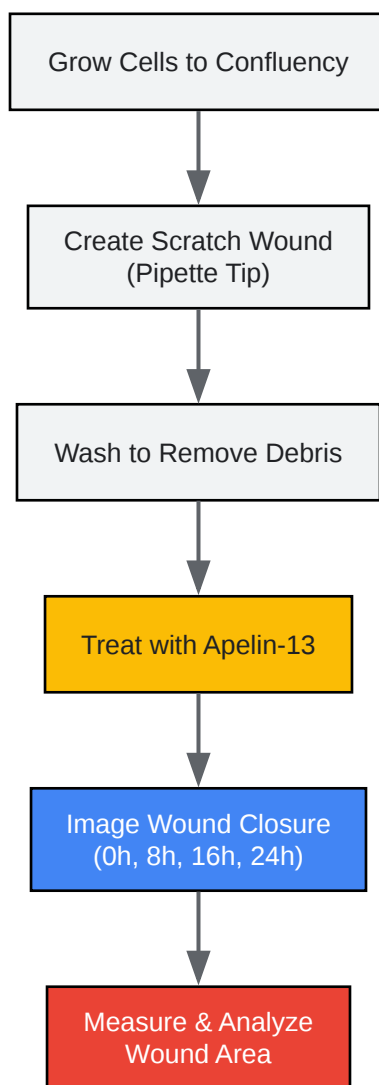 Grow Cells to Confluency
Create Scratch Wound
(Pipette Tip)
Wash to Remove Debris
Treat with Apelin-13
Image Wound Closure
(0h, 8h, 16h, 24h)
Measure & Analyze
Wound Area